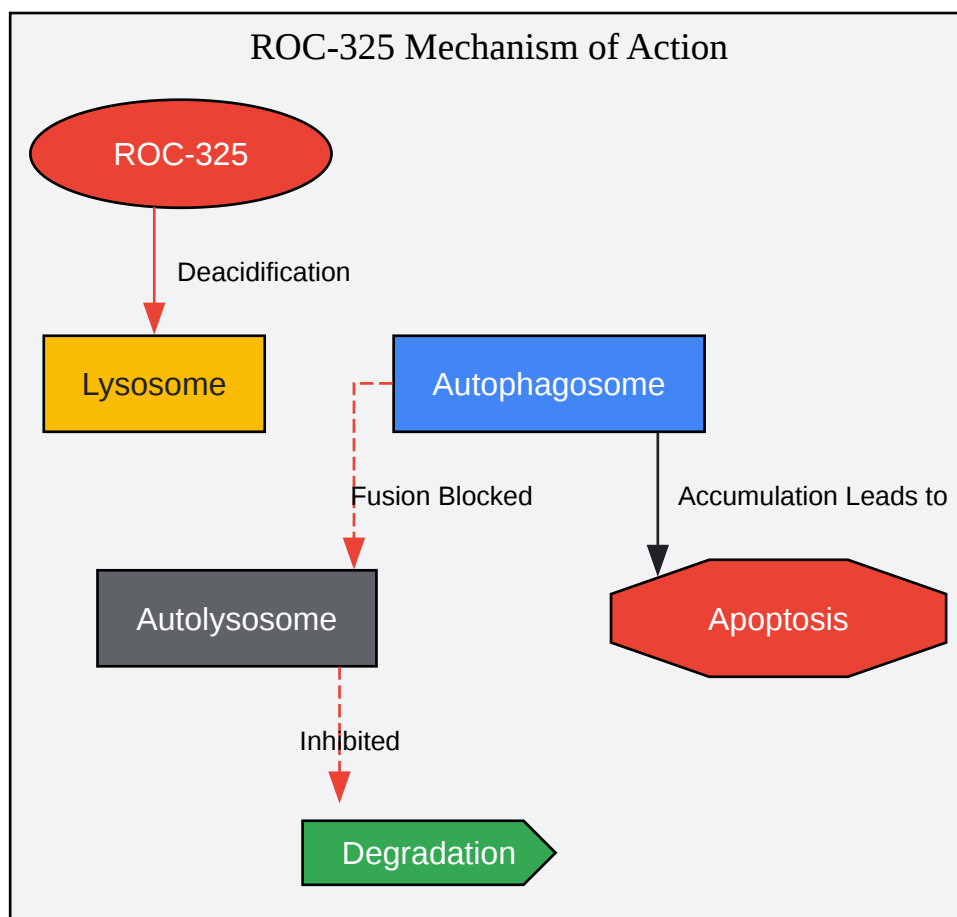 ROC-325 Mechanism of Action
ROC-325
Deacidification
Lysosome
Autophagosome
Fusion Blocked
Accumulation Leads to
Autolysosome
Apoptosis
Inhibited
Degradation